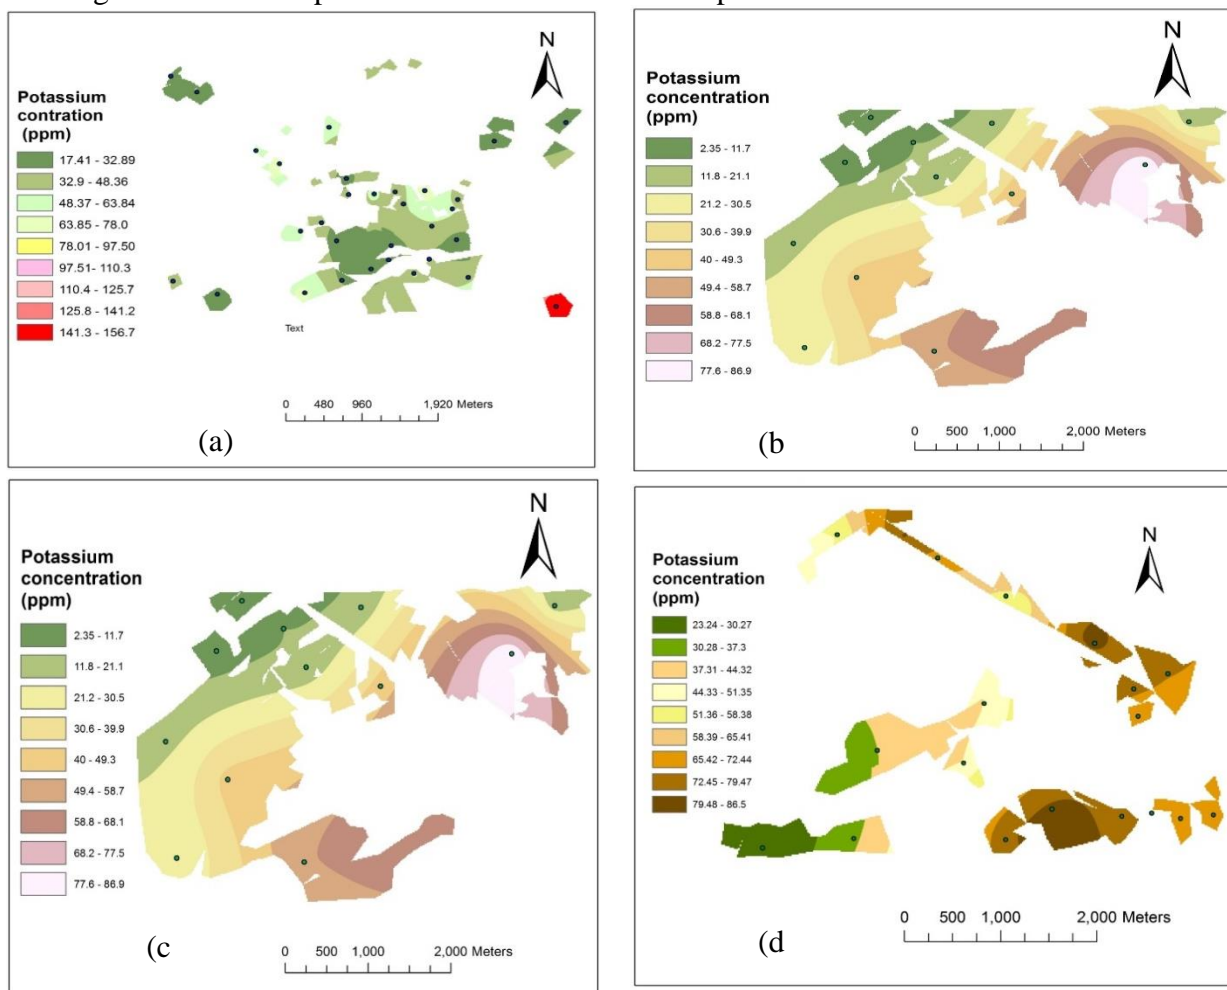 N
Potassium
contration
(ppm)
17.41 - 32.89
32.9 - 48.36
48.37 - 63.84
63.85 - 78.0
78.01 - 97.50
97.51- 110.3
110.4 - 125.7
125.8 - 141.2
141.3 - 156.7
Text
0 480 960 1,920 Meters
(a)
N
Potassium
concentration
(ppm)
2.35 - 11.7
11.8 - 21.1
21.2 - 30.5
30.6 - 39.9
40 - 49.3
49.4 - 58.7
58.8 - 68.1
68.2 - 77.5
77.6 - 86.9
0 500 1,000 2,000 Meters
(b)
N
Potassium
concentration
(ppm)
2.35 - 11.7
11.8 - 21.1
21.2 - 30.5
30.6 - 39.9
40 - 49.3
49.4 - 58.7
58.8 - 68.1
68.2 - 77.5
77.6 - 86.9
0 500 1,000 2,000 Meters
(c
N
Potassium
concentration
(ppm)
23.24 - 30.27
30.28 - 37.3
37.31 - 44.32
44.33 - 51.35
51.36 - 58.38
58.39 - 65.41
65.42 - 72.44
72.45 - 79.47
79.48 - 86.5
0 500 1,000 2,000 Meters
(d